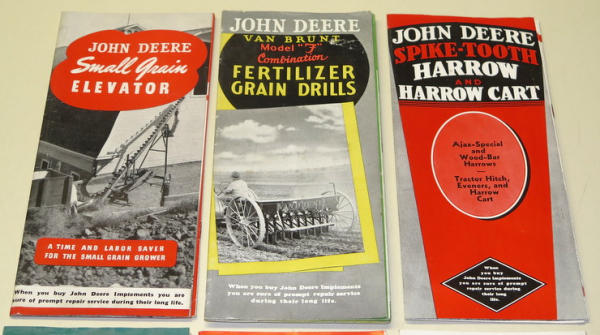 JOHN DEERE
Small Grain
ELEVATOR
A TIME AND LABOR SAVER
FOR THE SMALL GRAIN GROWER
When you buy John Deere Implements you are
sure of prompt repair service during their long life.
JOHN DEERE
VAN BRUNT
Model "F"
Combination
FERTILIZER
GRAIN DRILLS
When you buy John Deere Implements
you are sure of prompt repair service
during their long life.
JOHN DEERE
SPIKE-TOOTH
HARROW
AND
HARROW CART
Ajax-Special
and
Wood-Bar
Harrows
—
Tractor Hitch,
Eveners, and
Harrow
Cart
When
you buy
John Deere Implements
you are sure of prompt
repair service
during their long
life.